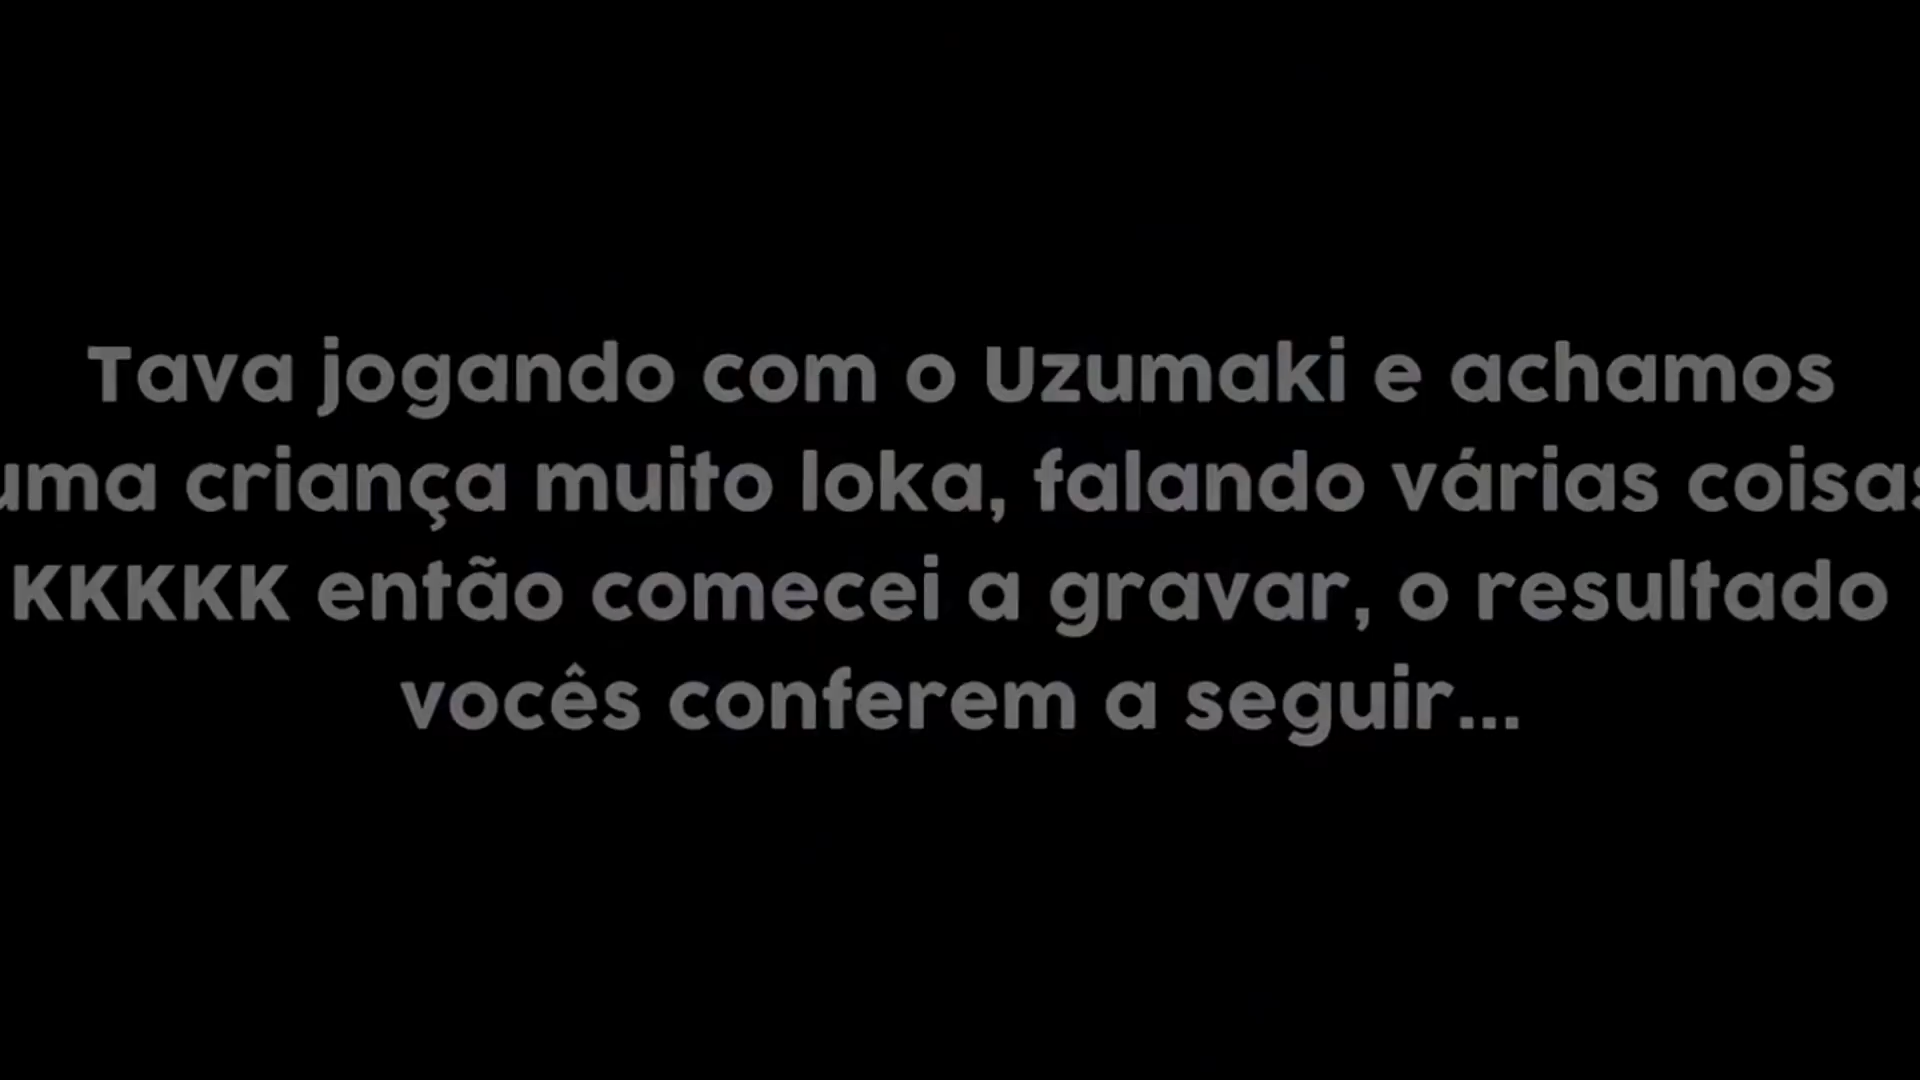 Tava jogando com o Uzumaki e achamos
uma criança muito loka, falando várias coisas
KKKKK então comecei a gravar, o resultado
vocês conferem a seguir...